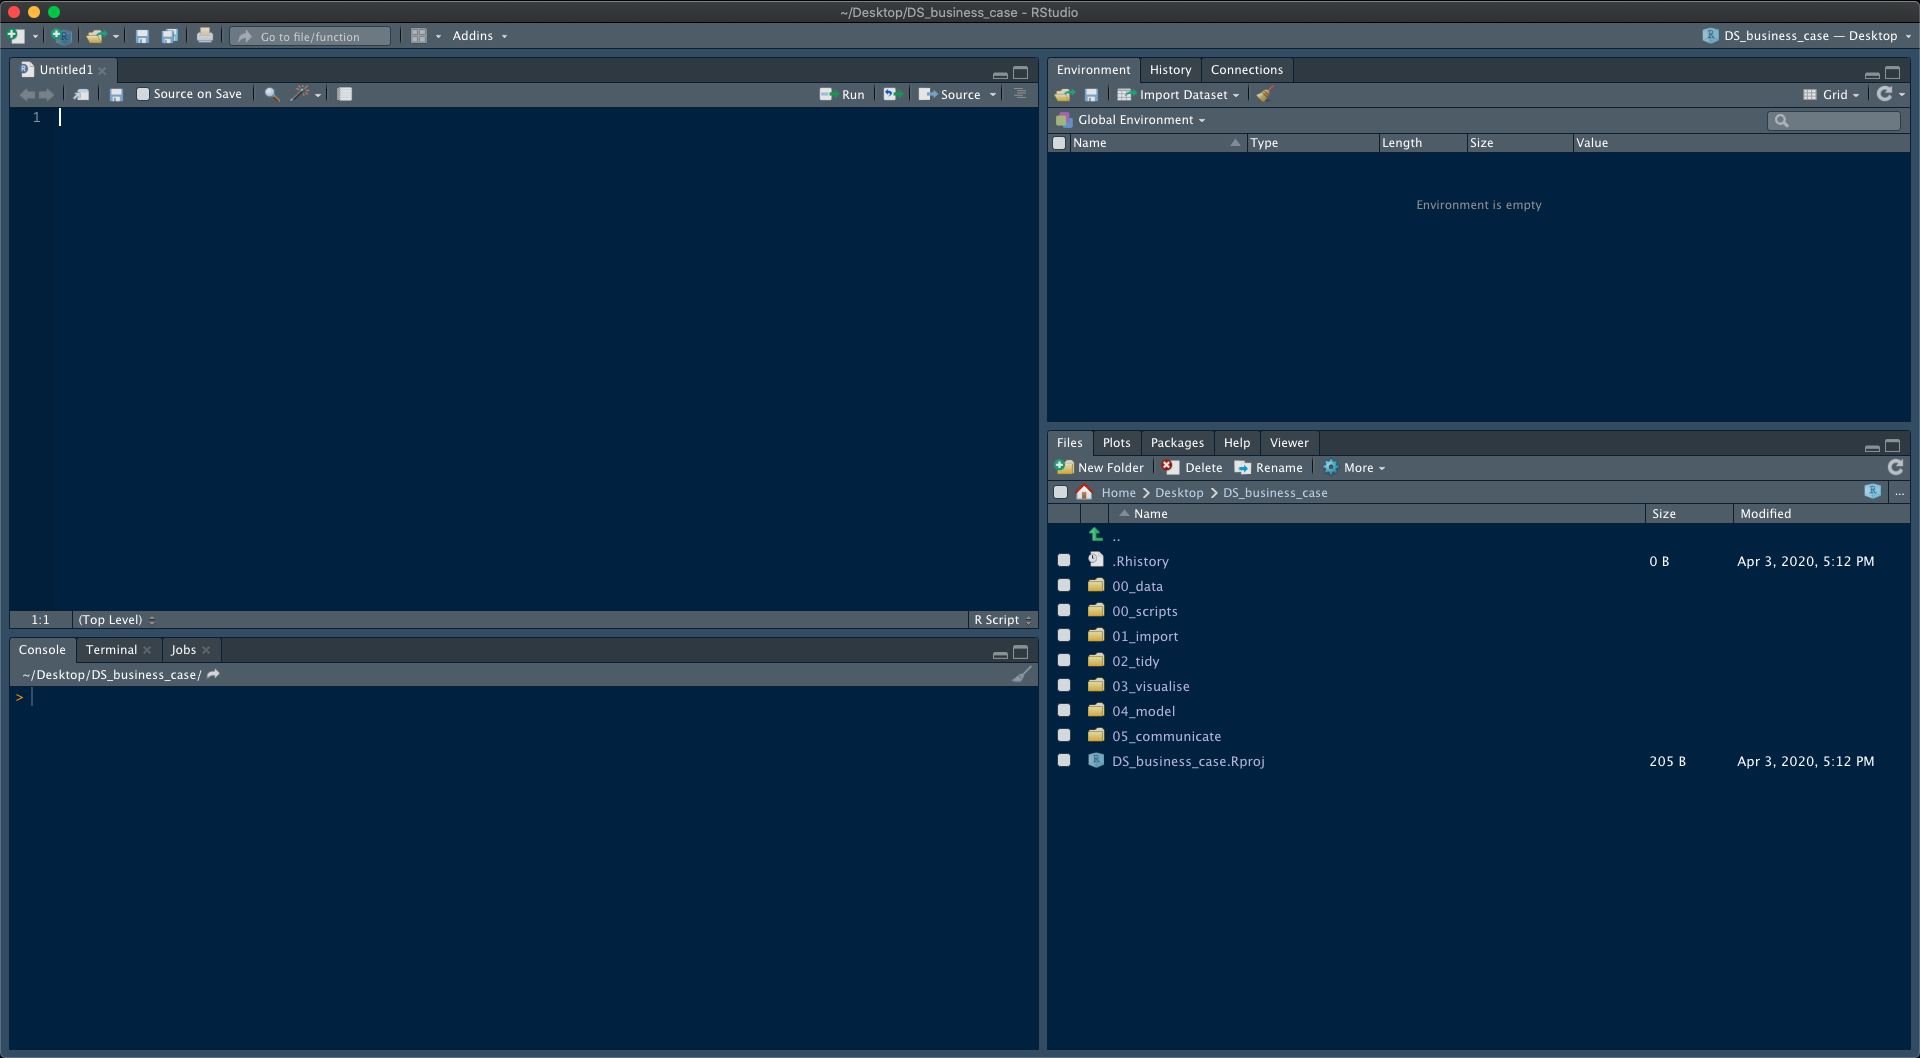 ~/Desktop/DS_business_case - RStudio
Go to file/function Addins DS_business_case — Desktop
Untitled1
Source on Save Run Source
1
1:1 (Top Level) R Script
Console Terminal Jobs
~/Desktop/DS_business_case/
>
Environment History Connections
Import Dataset Grid
Global Environment
Name Type Length Size Value
Environment is empty
Files Plots Packages Help Viewer
New Folder Delete Rename More
Home Desktop DS_business_case ...
Name Size Modified
..
.Rhistory 0 B Apr 3, 2020, 5:12 PM
00_data
00_scripts
01_import
02_tidy
03_visualise
04_model
05_communicate
DS_business_case.Rproj 205 B Apr 3, 2020, 5:12 PM